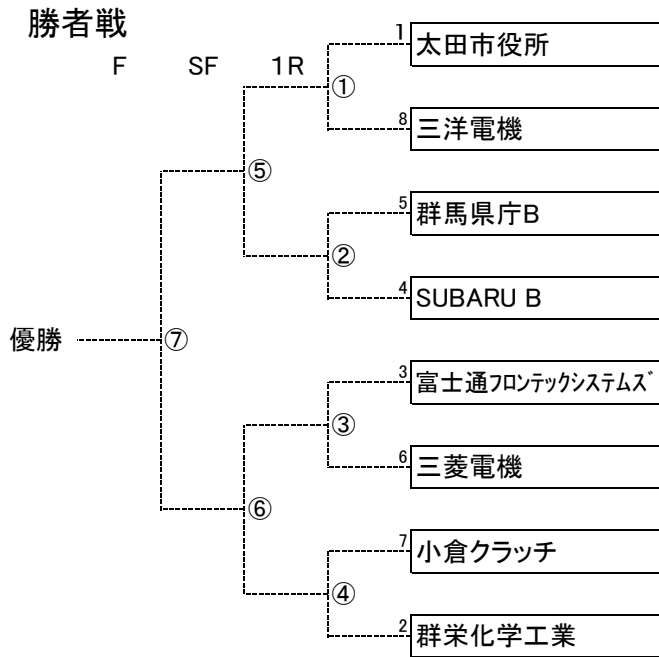 勝者戦
F SF 1R
1 太田市役所
①
8 三洋電機
⑤
5 群馬県庁B
②
4 SUBARU B
優勝 ⑦
3 富士通フロンテックシステムズ
③
6 三菱電機
⑥
7 小倉クラッチ
④
2 群栄化学工業